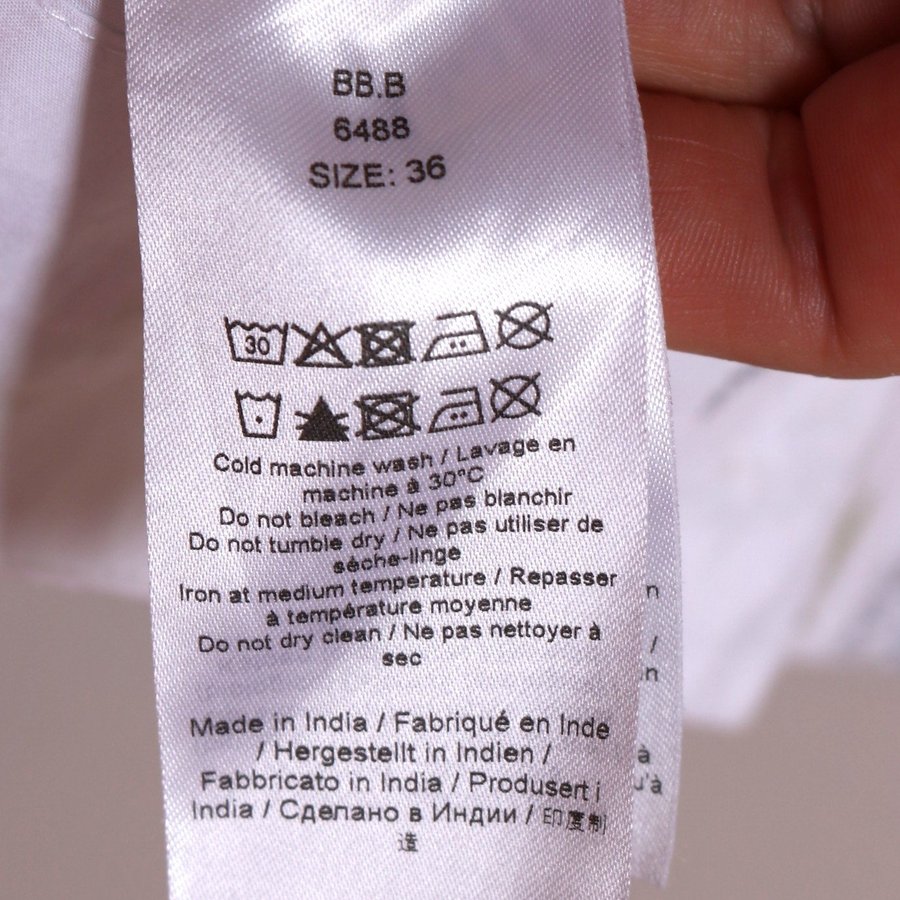 BB.B
6488
SIZE: 36
30
Cold machine wash / Lavage en
machine à 30°C
Do not bleach / Ne pas blanchir
Do not tumble dry / Ne pas utiliser de
séche-linge
Iron at medium temperature / Repasser
à température moyenne
Do not dry clean / Ne pas nettoyer à
sec
Made in India / Fabriqué en Inde
/ Hergestellt in Indien /
Fabbricato in India / Produsert i
India / Сделано в Индии / 印度制
造
n
/
n
à
u'à